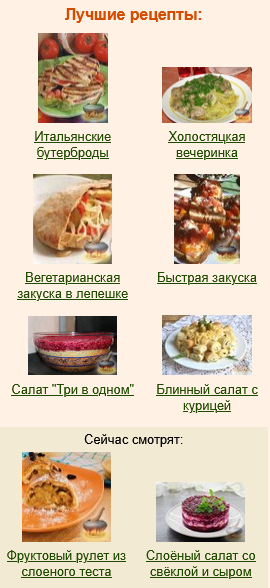 Лучшие рецепты:
Итальянские
бутерброды
Холостяцкая
вечеринка
Вегетарианская
закуска в лепешке
Быстрая закуска
Салат "Три в одном"
Блинный салат с
курицей
Сейчас смотрят:
Фруктовый рулет из
слоеного теста
Слоёный салат со
свёклой и сыром